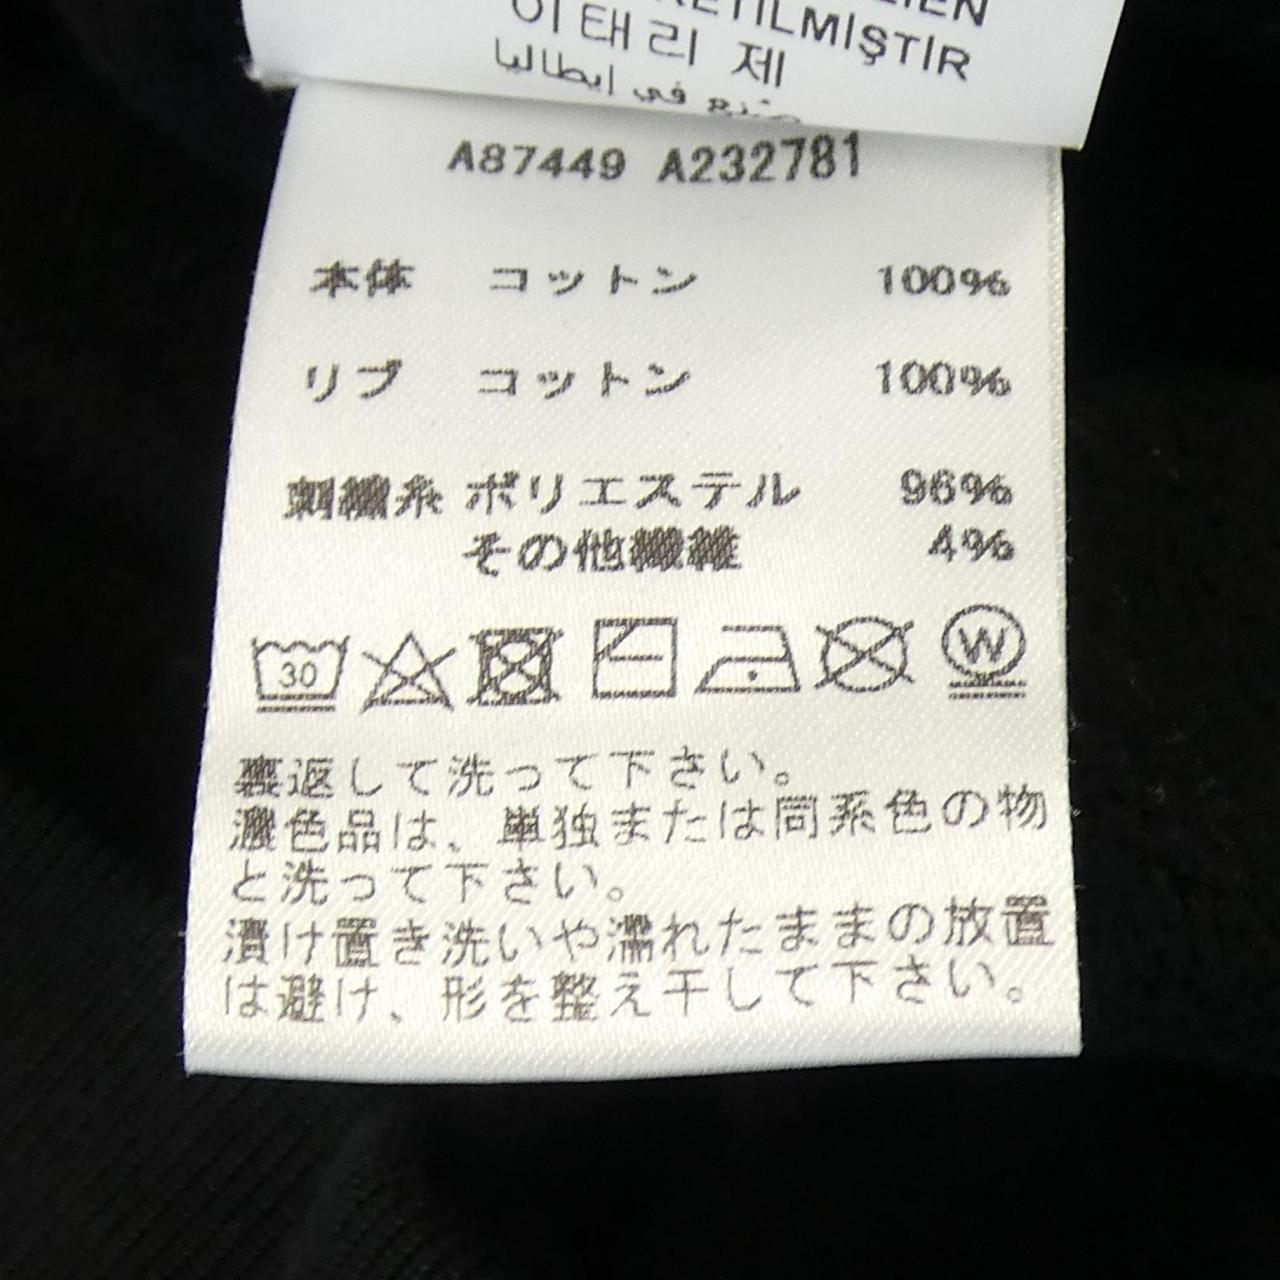 이태리 제
صنع في إيطاليا
A87449 A232781
本体 コットン 100%
リブ コットン 100%
刺繍糸 ポリエステル 96%
その他繊維 4%
30
W
裏返して洗って下さい。
濃色品は、単独または同系色の物
と洗って下さい。
漬け置き洗いや濡れたままの放置
は避け、形を整え干して下さい。